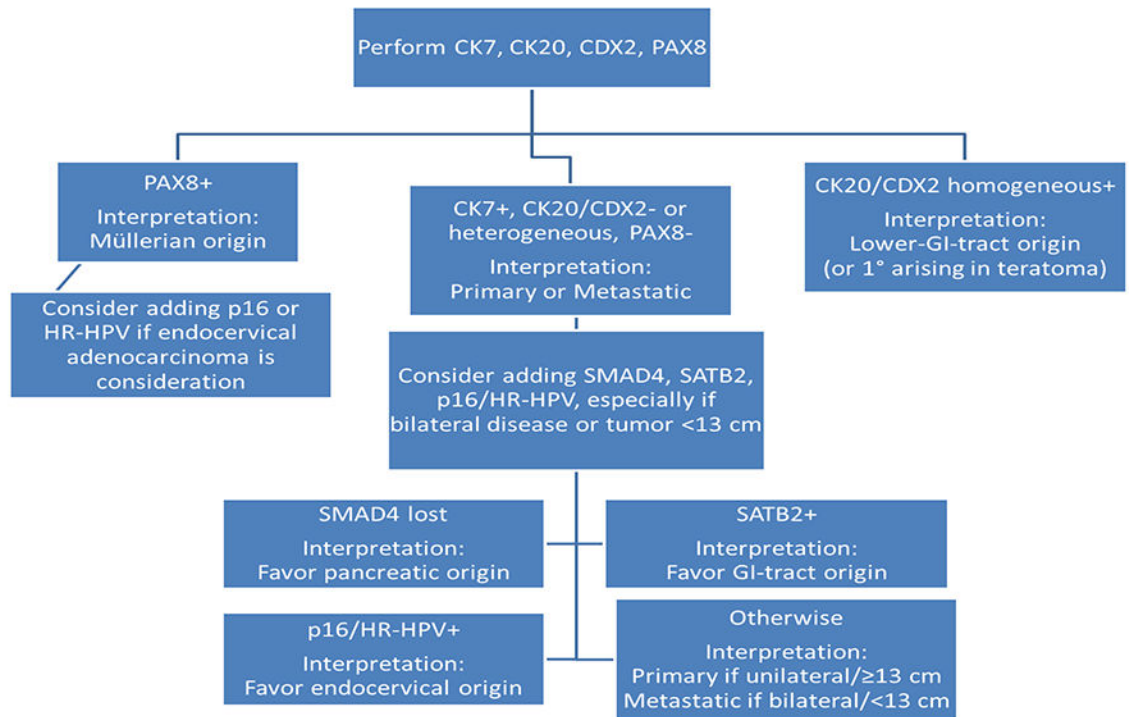 Perform CK7, CK20, CDX2, PAX8
PAX8+
Interpretation:
Müllerian origin
Consider adding p16 or
HR-HPV if endocervical
adenocarcinoma is
consideration
CK7+, CK20/CDX2- or
heterogeneous, PAX8-
Interpretation:
Primary or Metastatic
CK20/CDX2 homogeneous+
Interpretation:
Lower-GI-tract origin
(or 1° arising in teratoma)
Consider adding SMAD4, SATB2,
p16/HR-HPV, especially if
bilateral disease or tumor <13 cm
SMAD4 lost
Interpretation:
Favor pancreatic origin
SATB2+
Interpretation:
Favor GI-tract origin
p16/HR-HPV+
Interpretation:
Favor endocervical origin
Otherwise
Interpretation:
Primary if unilateral/≥13 cm
Metastatic if bilateral/<13 cm